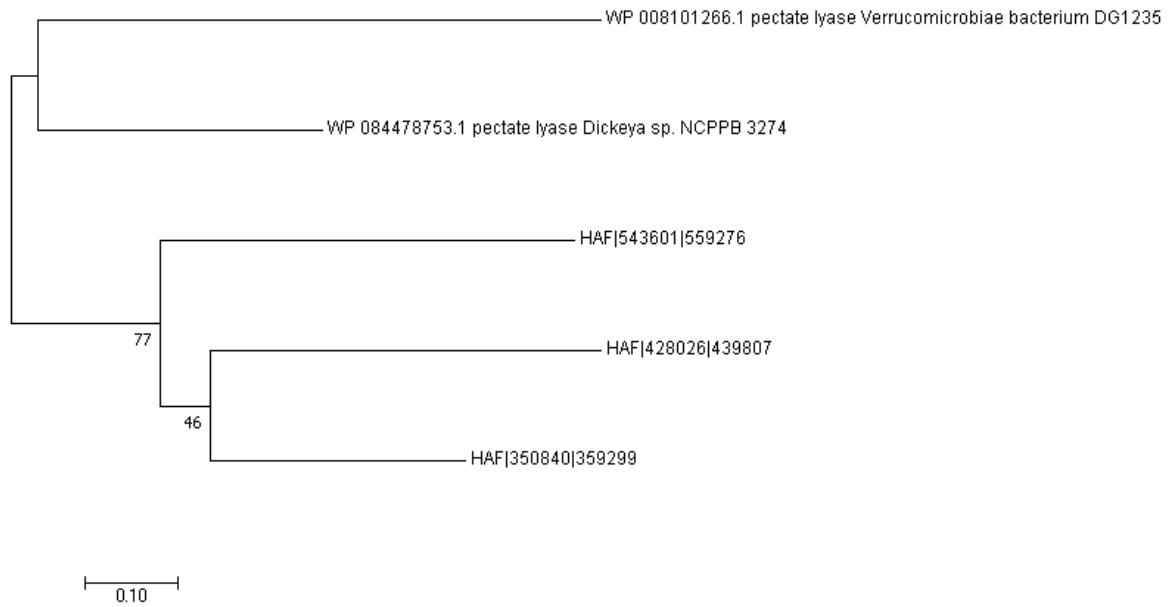 WP 008101266.1 pectate lyase Verrucomicrobiae bacterium DG1235
WP 084478753.1 pectate lyase Dickeya sp. NCPPB 3274
HAF|543601|559276
77
HAF|428026|439807
46
HAF|350840|359299
0.10